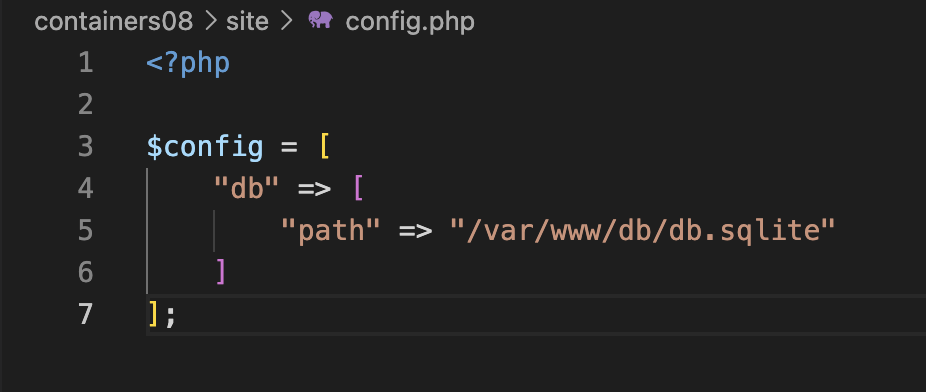 containers08 > site > config.php
1 <?php
2
3 $config = [
4     "db" => [
5         "path" => "/var/www/db/db.sqlite"
6     ]
7 ];